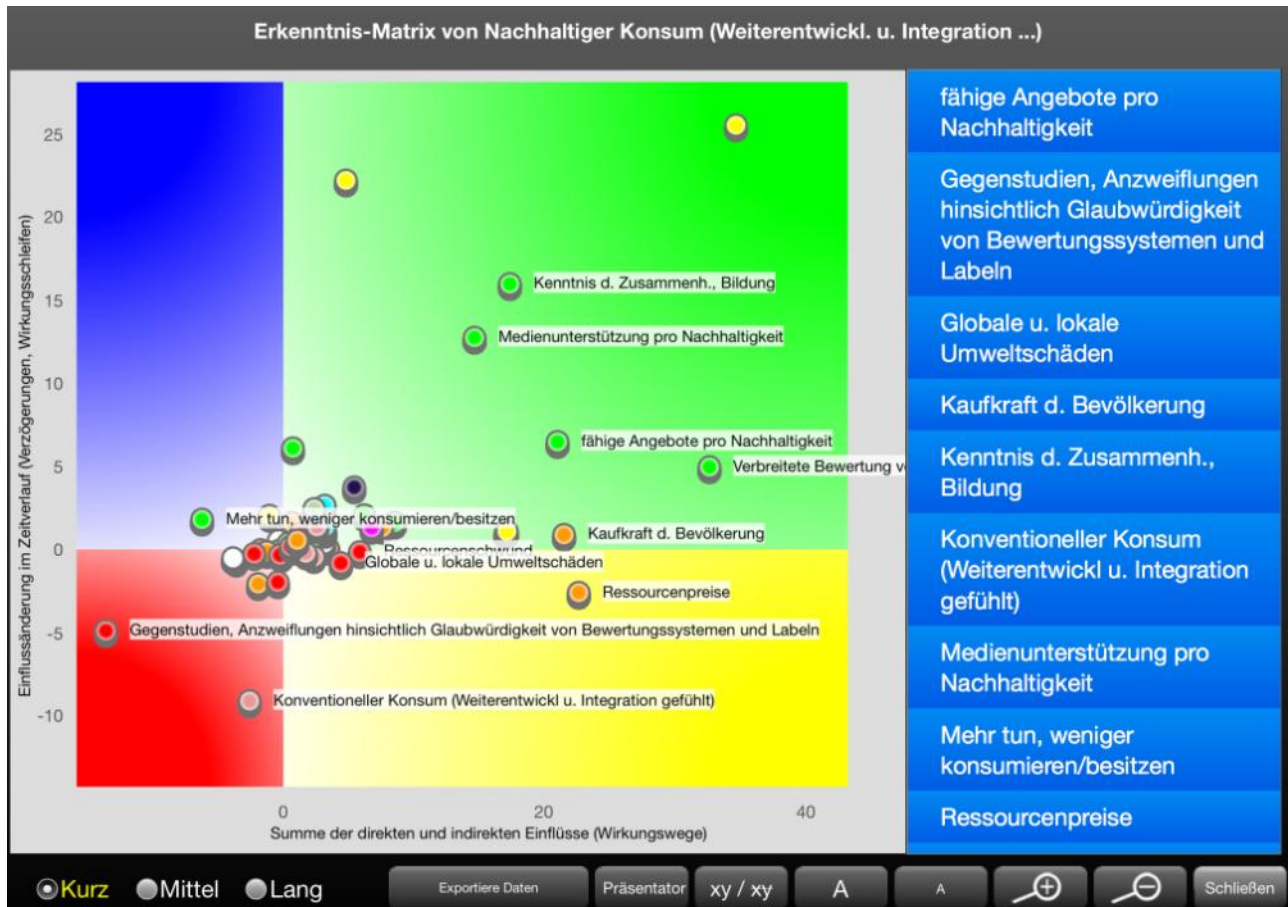 Erkenntnis-Matrix von Nachhaltiger Konsum (Weiterentwickl. u. Integration ...)
Einflussänderung im Zeitverlauf (Verzögerungen, Wirkungsschleifen)
25
20
15
10
5
0
-5
-10
Kenntnis d. Zusammenh., Bildung
Medienunterstützung pro Nachhaltigkeit
fähige Angebote pro Nachhaltigkeit
Verbreitete Bewertung
Mehr tun, weniger konsumieren/besitzen
Kaufkraft d. Bevölkerung
Ressourcenschwund
Globale u. lokale Umweltschäden
Ressourcenpreise
Gegenstudien, Anzweiflungen hinsichtlich Glaubwürdigkeit von Bewertungssystemen und Labeln
Konventioneller Konsum (Weiterentwickl u. Integration gefühlt)
0
20
40
Summe der direkten und indirekten Einflüsse (Wirkungswege)
fähige Angebote pro
Nachhaltigkeit
Gegenstudien, Anzweiflungen
hinsichtlich Glaubwürdigkeit
von Bewertungssystemen und
Labeln
Globale u. lokale
Umweltschäden
Kaufkraft d. Bevölkerung
Kenntnis d. Zusammenh.,
Bildung
Konventioneller Konsum
(Weiterentwickl u. Integration
gefühlt)
Medienunterstützung pro
Nachhaltigkeit
Mehr tun, weniger
konsumieren/besitzen
Ressourcenpreise
Kurz
Mittel
Lang
Exportiere Daten
Präsentator
xy / xy
A
A
Schließen